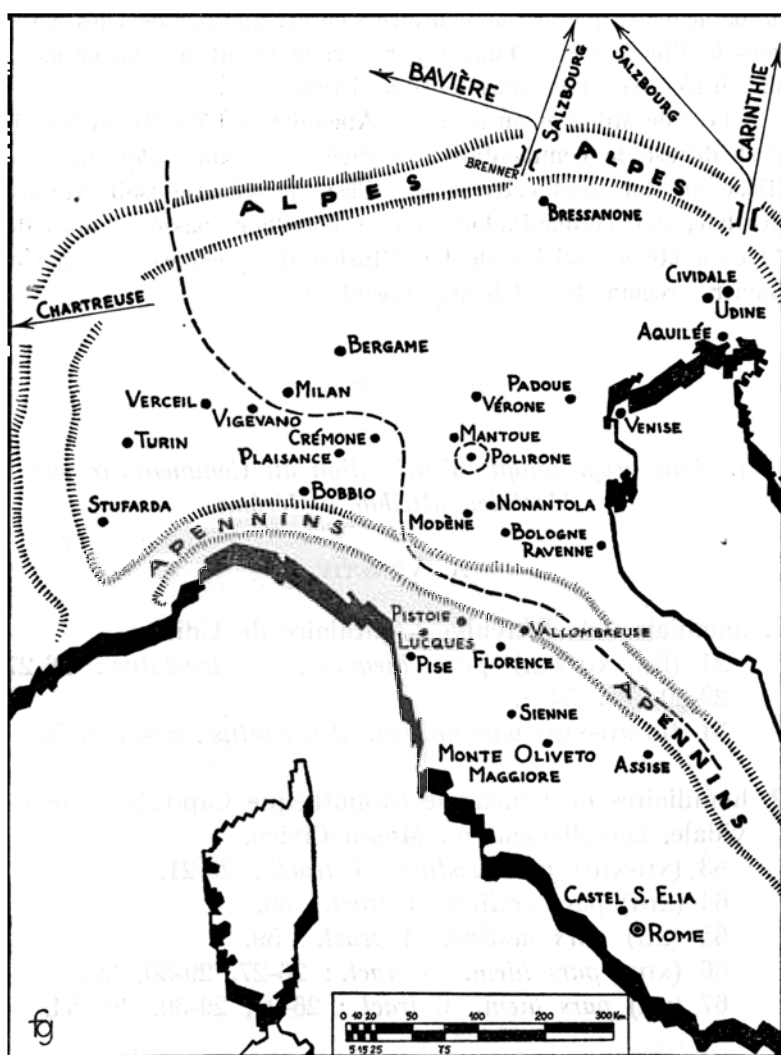 BAVIÈRE
SALZBOURG
SALZBOURG
CARINTHIE
BRENNER
ALPES
ALPES
BRESSANONE
CHARTREUSE
CIVIDALE
UDINE
AQUILÉE
BERGAME
MILAN
VERCEIL
VIGEVANO
PADOUE
VÉRONE
VENISE
TURIN
CRÉMONE
MANTOUE
PLAISANCE
POLIRONE
BOBBIO
STUFARDA
NONANTOLA
MODÈNE
BOLOGNE
RAVENNE
APENNINS
PISTOIE
LUCQUES
VALLOMBREUSE
PISE
FLORENCE
APENNINS
SIENNE
MONTE OLIVETO
MAGGIORE
ASSISE
CASTEL S. ELIA
ROME
fg
0 10 20 50 100 200 300 Km
5 15 25 75